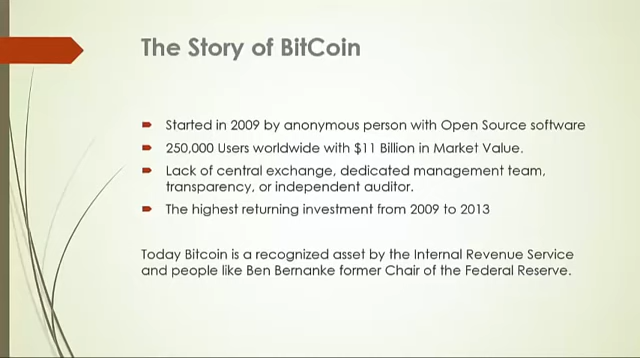 The Story of BitCoin
Started in 2009 by anonymous person with Open Source software
250,000 Users worldwide with $11 Billion in Market Value.
Lack of central exchange, dedicated management team,
transparency, or independent auditor.
The highest returning investment from 2009 to 2013
Today Bitcoin is a recognized asset by the Internal Revenue Service
and people like Ben Bernanke former Chair of the Federal Reserve.